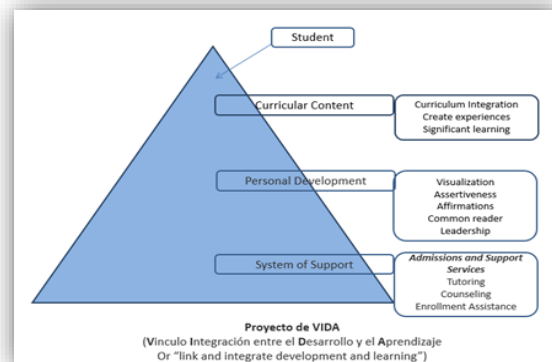 Student
Curricular Content
Curriculum Integration
Create experiences
Significant learning
Personal Development
Visualization
Assertiveness
Affirmations
Common reader
Leadership
System of Support
Admissions and Support
Services
Tutoring
Counseling
Enrollment Assistance
Proyecto de VIDA
(Vinculo Integración entre el Desarrollo y el Aprendizaje
Or "link and integrate development and learning")